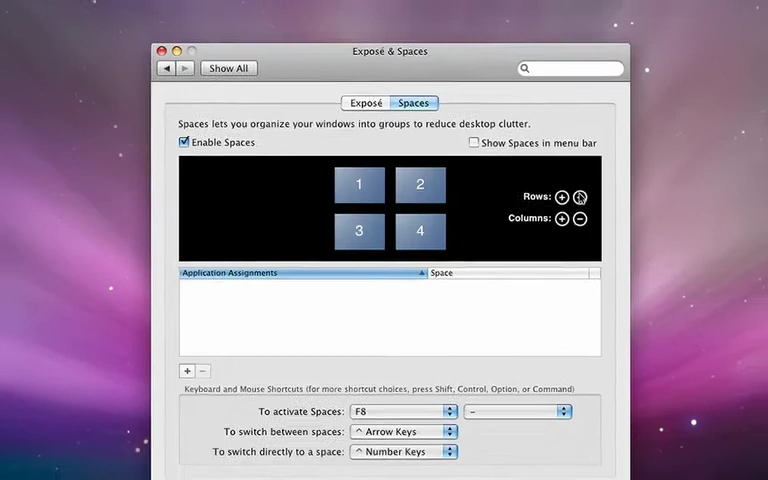 Exposé & Spaces
Show All
Exposé Spaces
Spaces lets you organize your windows into groups to reduce desktop clutter.
Enable Spaces Show Spaces in menu bar
1 2
Rows:
Columns:
3 4
Application Assignments Space
Keyboard and Mouse Shortcuts (for more shortcut choices, press Shift, Control, Option, or Command)
To activate Spaces: F8 –
To switch between spaces: ^ Arrow Keys
To switch directly to a space: ^ Number Keys